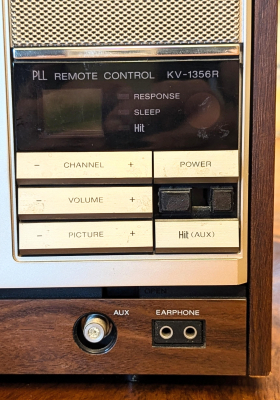 PLL REMOTE CONTROL KV-1356R
RESPONSE
SLEEP
Hit
− CHANNEL + POWER
− VOLUME +
− PICTURE + Hit (AUX)
AUX EARPHONE